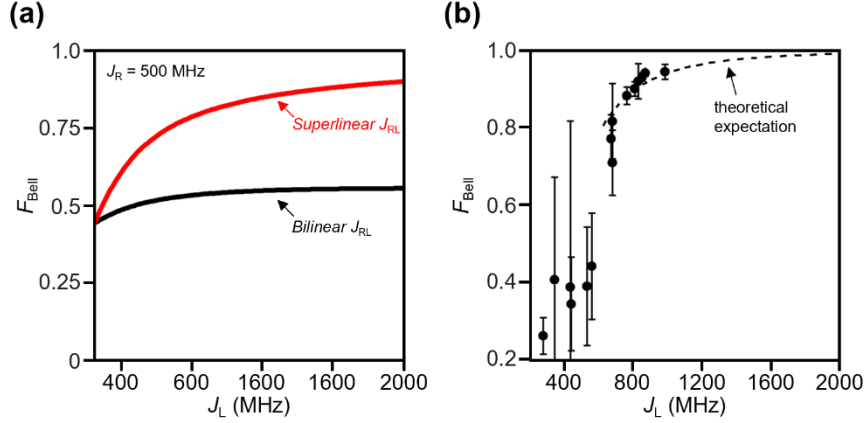 (a)
1.0
0.75
0.5
0.25
0
F_Bell
J_R = 500 MHz
Superlinear J_RL
Bilinear J_RL
400
600
1600
1600
2000
J_L (MHz)
(b)
1.0
0.8
0.6
0.4
0.2
F_Bell
theoretical
expectation
400
800
1200
1600
2000
J_L (MHz)